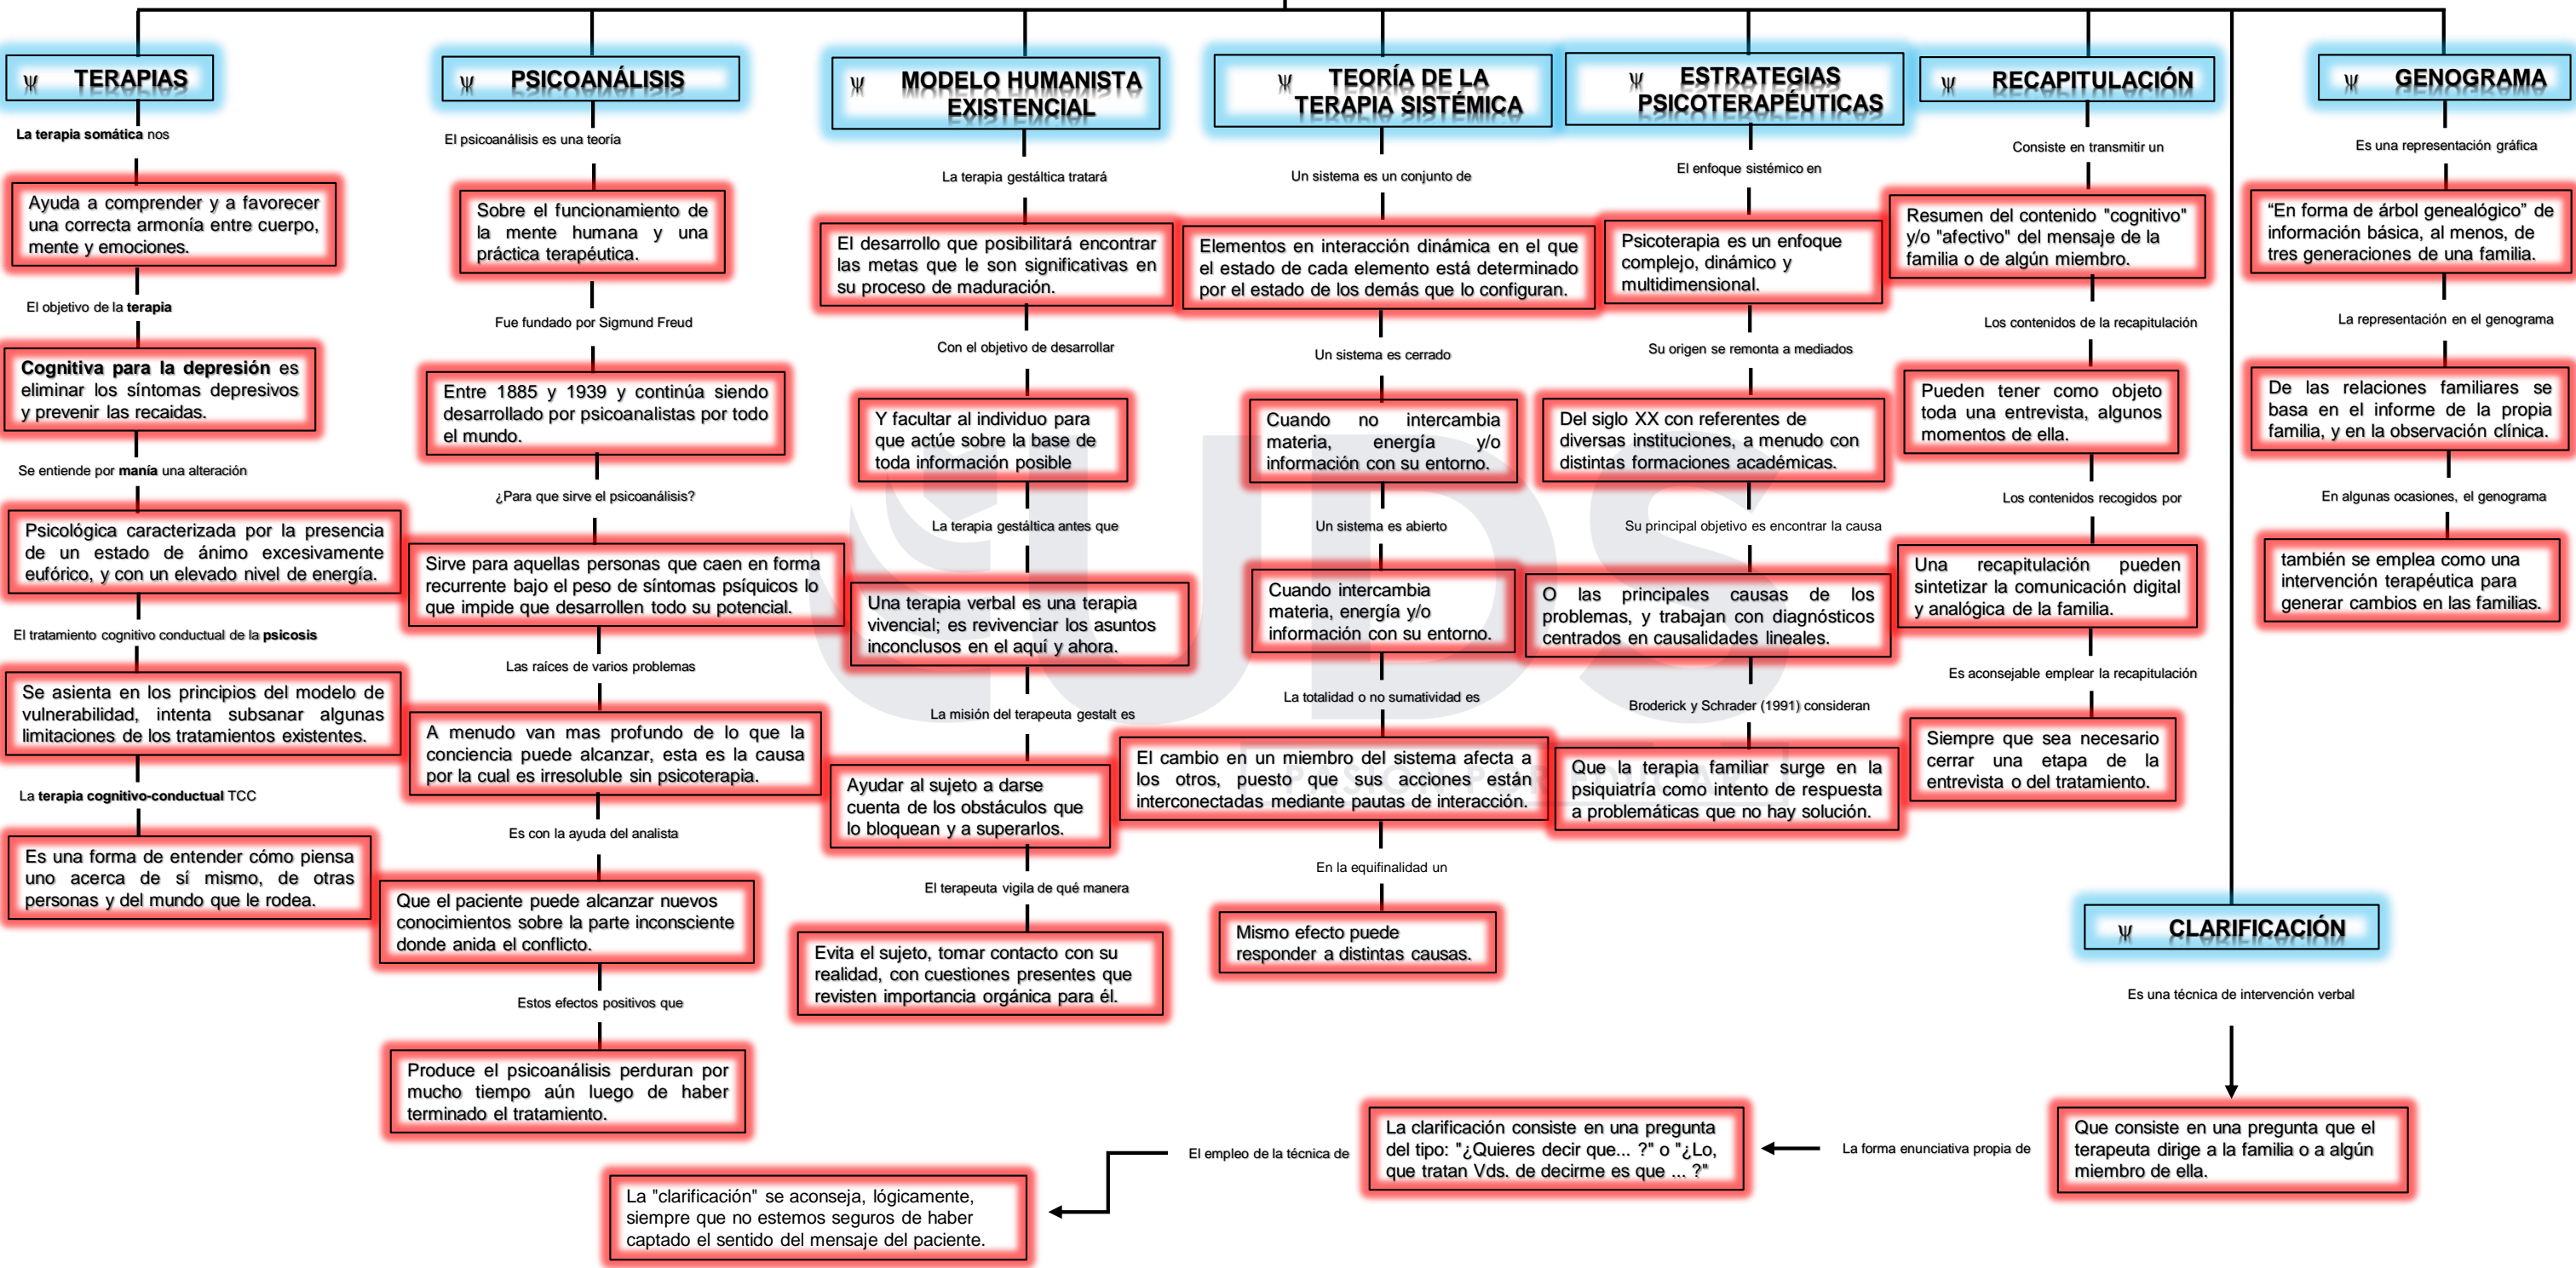 ψ TERAPIAS
La terapia somática nos
Ayuda a comprender y a favorecer
una correcta armonía entre cuerpo,
mente y emociones.
El objetivo de la terapia
Cognitiva para la depresión es
eliminar los síntomas depresivos
y prevenir las recaidas.
Se entiende por manía una alteración
Psicológica caracterizada por la presencia
de un estado de ánimo excesivamente
eufórico, y con un elevado nivel de energía.
El tratamiento cognitivo conductual de la psicosis
Se asienta en los principios del modelo de
vulnerabilidad, intenta subsanar algunas
limitaciones de los tratamientos existentes.
La terapia cognitivo-conductual TCC
Es una forma de entender cómo piensa
uno acerca de sí mismo, de otras
personas y del mundo que le rodea.
ψ PSICOANÁLISIS
El psicoanálisis es una teoría
Sobre el funcionamiento de
la mente humana y una
práctica terapéutica.
Fue fundado por Sigmund Freud
Entre 1885 y 1939 y continúa siendo
desarrollado por psicoanalistas por todo
el mundo.
¿Para que sirve el psicoanálisis?
Sirve para aquellas personas que caen en forma
recurrente bajo el peso de síntomas psíquicos lo
que impide que desarrollen todo su potencial.
Las raíces de varios problemas
A menudo van mas profundo de lo que la
conciencia puede alcanzar, esta es la causa
por la cual es irresoluble sin psicoterapia.
Es con la ayuda del analista
Que el paciente puede alcanzar nuevos
conocimientos sobre la parte inconsciente
donde anida el conflicto.
Estos efectos positivos que
Produce el psicoanálisis perduran por
mucho tiempo aún luego de haber
terminado el tratamiento.
ψ MODELO HUMANISTA
EXISTENCIAL
La terapia gestáltica tratará
El desarrollo que posibilitará encontrar
las metas que le son significativas en
su proceso de maduración.
Con el objetivo de desarrollar
Y facultar al individuo para
que actúe sobre la base de
toda información posible
La terapia gestáltica antes que
Una terapia verbal es una terapia
vivencial; es revivenciar los asuntos
inconclusos en el aquí y ahora.
La misión del terapeuta gestalt es
Ayudar al sujeto a darse
cuenta de los obstáculos que
lo bloquean y a superarlos.
El terapeuta vigila de qué manera
Evita el sujeto, tomar contacto con su
realidad, con cuestiones presentes que
revisten importancia orgánica para él.
ψ TEORÍA DE LA
TERAPIA SISTÉMICA
Un sistema es un conjunto de
Elementos en interacción dinámica en el que
el estado de cada elemento está determinado
por el estado de los demás que lo configuran.
Un sistema es cerrado
Cuando no intercambia
materia, energía y/o
información con su entorno.
Un sistema es abierto
Cuando intercambia
materia, energía y/o
información con su entorno.
La totalidad o no sumatividad es
El cambio en un miembro del sistema afecta a
los otros, puesto que sus acciones están
interconectadas mediante pautas de interacción.
En la equifinalidad un
Mismo efecto puede
responder a distintas causas.
ψ ESTRATEGIAS
PSICOTERAPÉUTICAS
El enfoque sistémico en
Psicoterapia es un enfoque
complejo, dinámico y
multidimensional.
Su origen se remonta a mediados
Del siglo XX con referentes de
diversas instituciones, a menudo con
distintas formaciones académicas.
Su principal objetivo es encontrar la causa
O las principales causas de los
problemas, y trabajan con diagnósticos
centrados en causalidades lineales.
Broderick y Schrader (1991) consideran
Que la terapia familiar surge en la
psiquiatría como intento de respuesta
a problemáticas que no hay solución.
ψ RECAPITULACIÓN
Consiste en transmitir un
Resumen del contenido "cognitivo"
y/o "afectivo" del mensaje de la
familia o de algún miembro.
Los contenidos de la recapitulación
Pueden tener como objeto
toda una entrevista, algunos
momentos de ella.
Los contenidos recogidos por
Una recapitulación pueden
sintetizar la comunicación digital
y analógica de la familia.
Es aconsejable emplear la recapitulación
Siempre que sea necesario
cerrar una etapa de la
entrevista o del tratamiento.
ψ GENOGRAMA
Es una representación gráfica
“En forma de árbol genealógico” de
información básica, al menos, de
tres generaciones de una familia.
La representación en el genograma
De las relaciones familiares se
basa en el informe de la propia
familia, y en la observación clínica.
En algunas ocasiones, el genograma
también se emplea como una
intervención terapéutica para
generar cambios en las familias.
ψ CLARIFICACIÓN
Es una técnica de intervención verbal
Que consiste en una pregunta que el
terapeuta dirige a la familia o a algún
miembro de ella.
La forma enunciativa propia de
La clarificación consiste en una pregunta
del tipo: "¿Quieres decir que... ?" o "¿Lo,
que tratan Vds. de decirme es que ... ?"
El empleo de la técnica de
La "clarificación" se aconseja, lógicamente,
siempre que no estemos seguros de haber
captado el sentido del mensaje del paciente.
UDS
PASIÓN POR EDUCAR